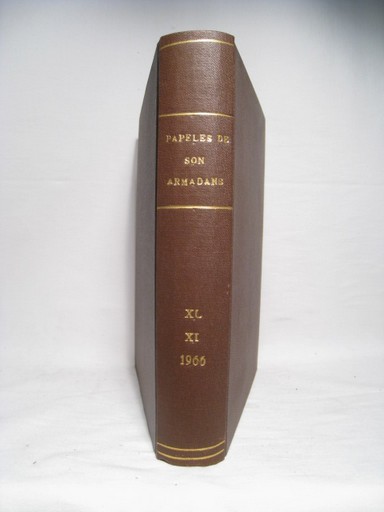 PAPELES DE
SON
ARMADANS
XL
XI
1966